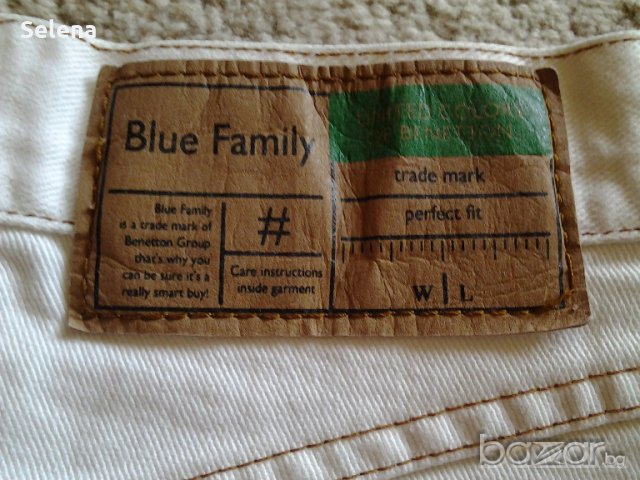 Selena
Blue Family
UNITED COLORS
OF BENETTON.
trade mark
perfect fit
Blue Family
is a trade mark of
Benetton Group
that's why you
can be sure it's a
really smart buy!
#
Care instructions
inside garment
W | L
bazar.bg